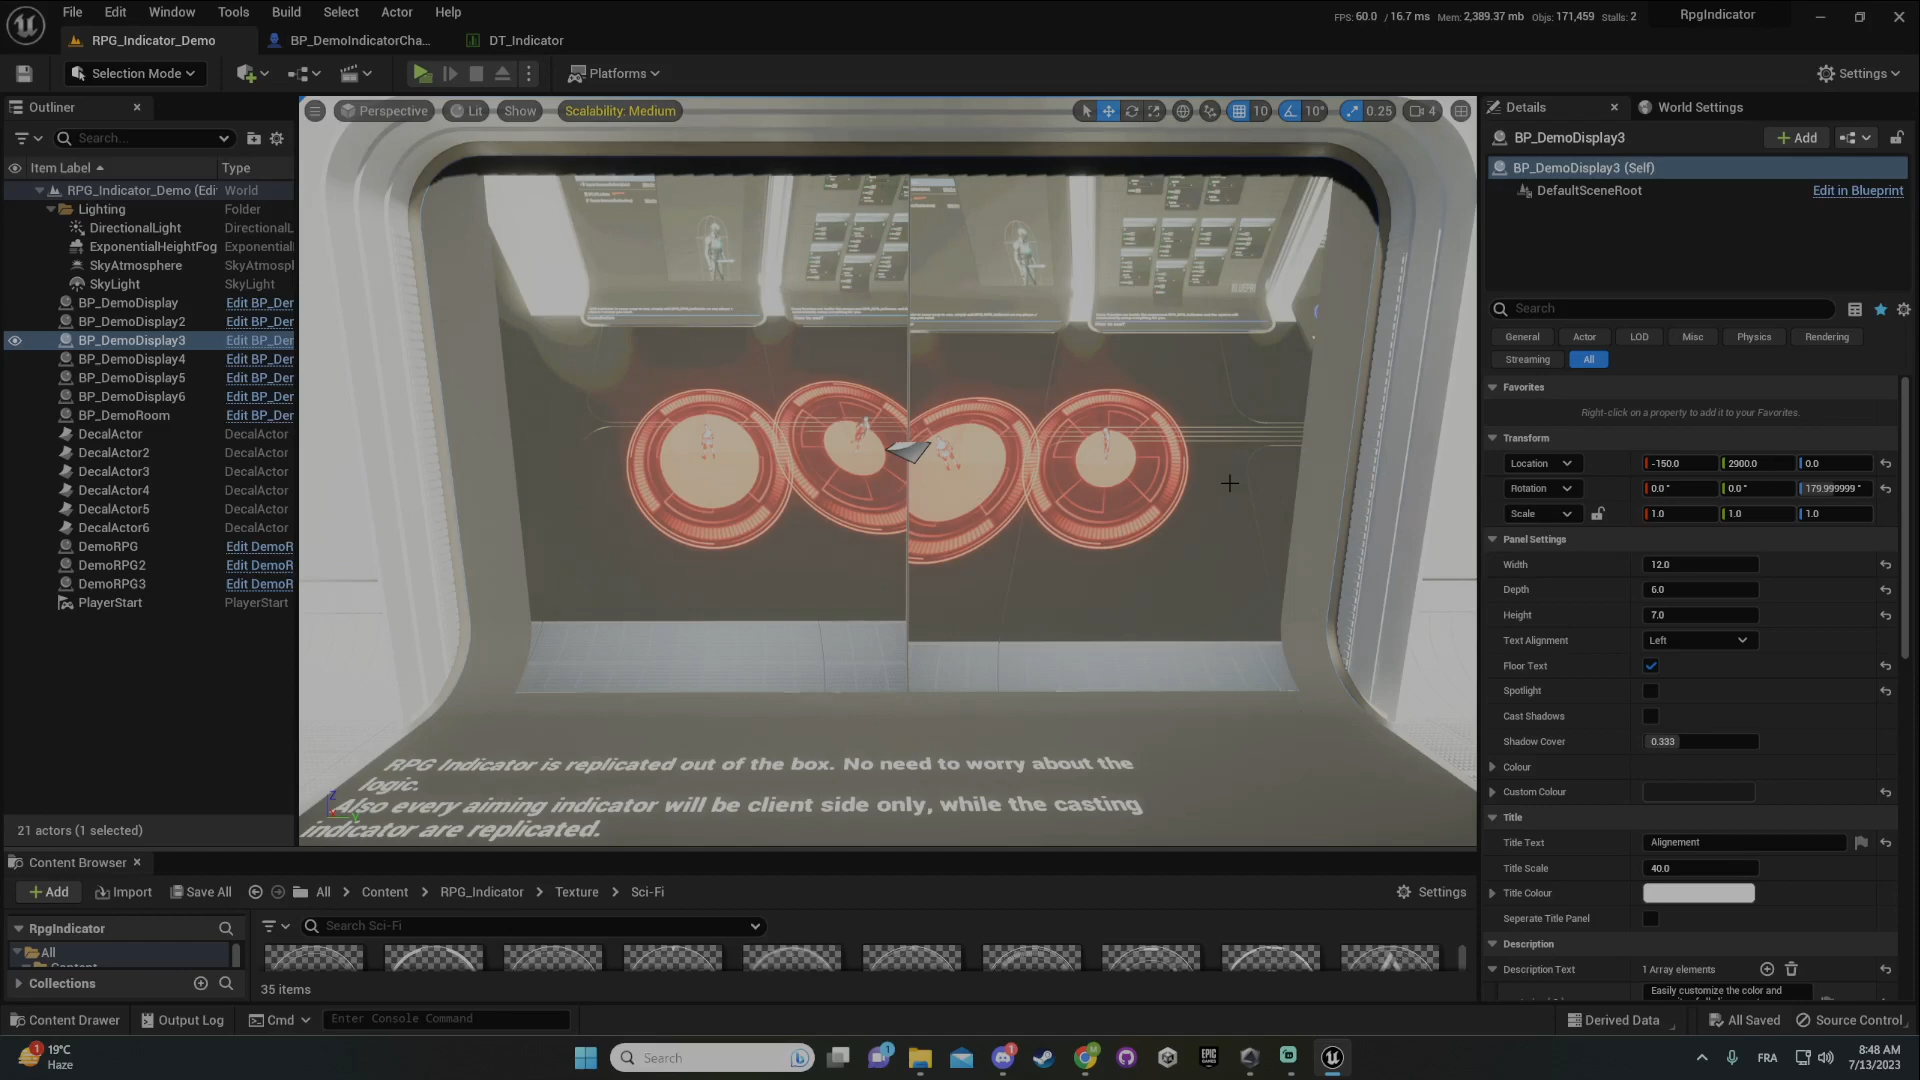 File Edit Window Tools Build Select Actor Help
FPS: 60.0 / 16.7 ms Mem: 2,389.37 mb Objs: 171,459 Stalls: 2 RpgIndicator
RPG_Indicator_Demo BP_DemoIndicatorCha... DT_Indicator
Selection Mode Platforms Settings
Outliner
Search...
Item Label Type
RPG_Indicator_Demo (Edi World
Lighting Folder
DirectionalLight DirectionalL
ExponentialHeightFog Exponential
SkyAtmosphere SkyAtmosp
SkyLight SkyLight
BP_DemoDisplay Edit BP_Der
BP_DemoDisplay2 Edit BP_Der
BP_DemoDisplay3 Edit BP_Der
BP_DemoDisplay4 Edit BP_Der
BP_DemoDisplay5 Edit BP_Der
BP_DemoDisplay6 Edit BP_Der
BP_DemoRoom Edit BP_Der
DecalActor DecalActor
DecalActor2 DecalActor
DecalActor3 DecalActor
DecalActor4 DecalActor
DecalActor5 DecalActor
DecalActor6 DecalActor
DemoRPG Edit DemoR
DemoRPG2 Edit DemoR
DemoRPG3 Edit DemoR
PlayerStart PlayerStart
21 actors (1 selected)
Perspective Lit Show Scalability: Medium 10 10° 0.25 4
RPG Indicator is replicated out of the box. No need to worry about the
logic.
Also every aiming indicator will be client side only, while the casting
indicator are replicated.
Details World Settings
BP_DemoDisplay3 Add
BP_DemoDisplay3 (Self)
DefaultSceneRoot Edit in Blueprint
Search
General Actor LOD Misc Physics Rendering
Streaming All
Favorites
Right-click on a property to add it to your Favorites.
Transform
Location -150.0 2900.0 0.0
Rotation 0.0 ° 0.0 ° 179.999999 °
Scale 1.0 1.0 1.0
Panel Settings
Width 12.0
Depth 6.0
Height 7.0
Text Alignment Left
Floor Text
Spotlight
Cast Shadows
Shadow Cover 0.333
Colour
Custom Colour
Title
Title Text Alignement
Title Scale 40.0
Title Colour
Seperate Title Panel
Description
Description Text 1 Array elements
Easily customize the color and
Content Browser
Add Import Save All All Content RPG_Indicator Texture Sci-Fi Settings
RpgIndicator Search Sci-Fi
All
Collections 35 items
Content Drawer Output Log Cmd Enter Console Command Derived Data All Saved Source Control
1 19°C
Haze
Search
1 1 M
EPIC GAMES
FRA
8:48 AM
7/13/2023